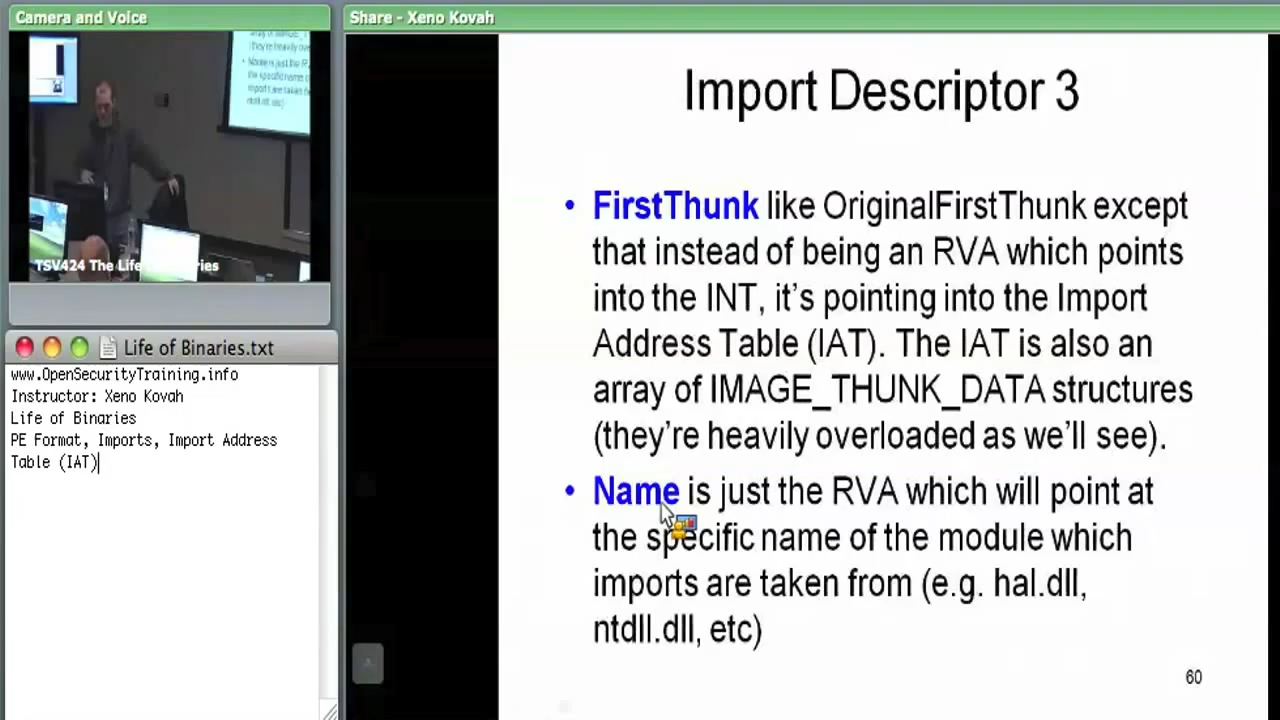 Camera and Voice
Share - Xeno Kovah
TSV424 The Life
ries
Life of Binaries.txt
www.OpenSecurityTraining.info
Instructor: Xeno Kovah
Life of Binaries
PE Format, Imports, Import Address
Table (IAT)
Import Descriptor 3
• FirstThunk like OriginalFirstThunk except
that instead of being an RVA which points
into the INT, it's pointing into the Import
Address Table (IAT). The IAT is also an
array of IMAGE_THUNK_DATA structures
(they're heavily overloaded as we'll see).
• Name is just the RVA which will point at
the specific name of the module which
imports are taken from (e.g. hal.dll,
ntdll.dll, etc)
60